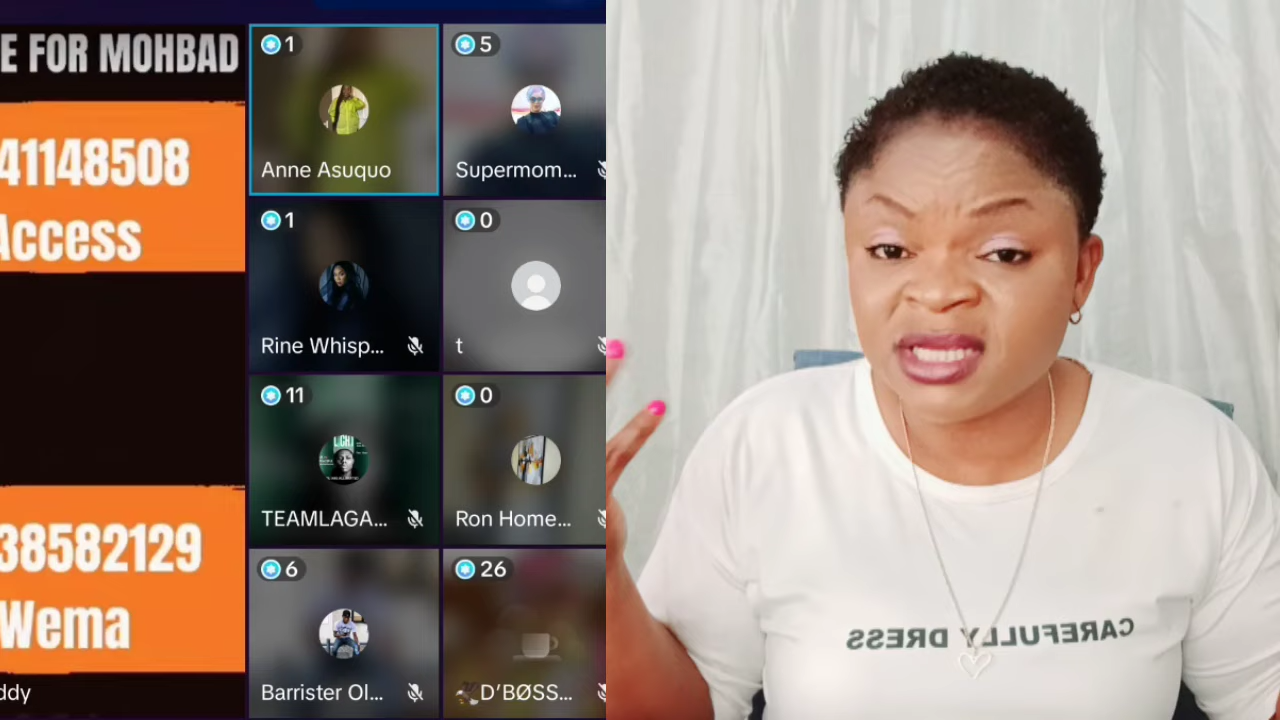 E FOR MOHBAD
41148508
Access
38582129
Wema
ddy
1
Anne Asuquo
5
Supermom...
1
Rine Whisp...
0
t
11
TEAMLAGA...
0
Ron Home...
6
Barrister Ol...
26
D'BØSS...
CAREFULLY DRESS